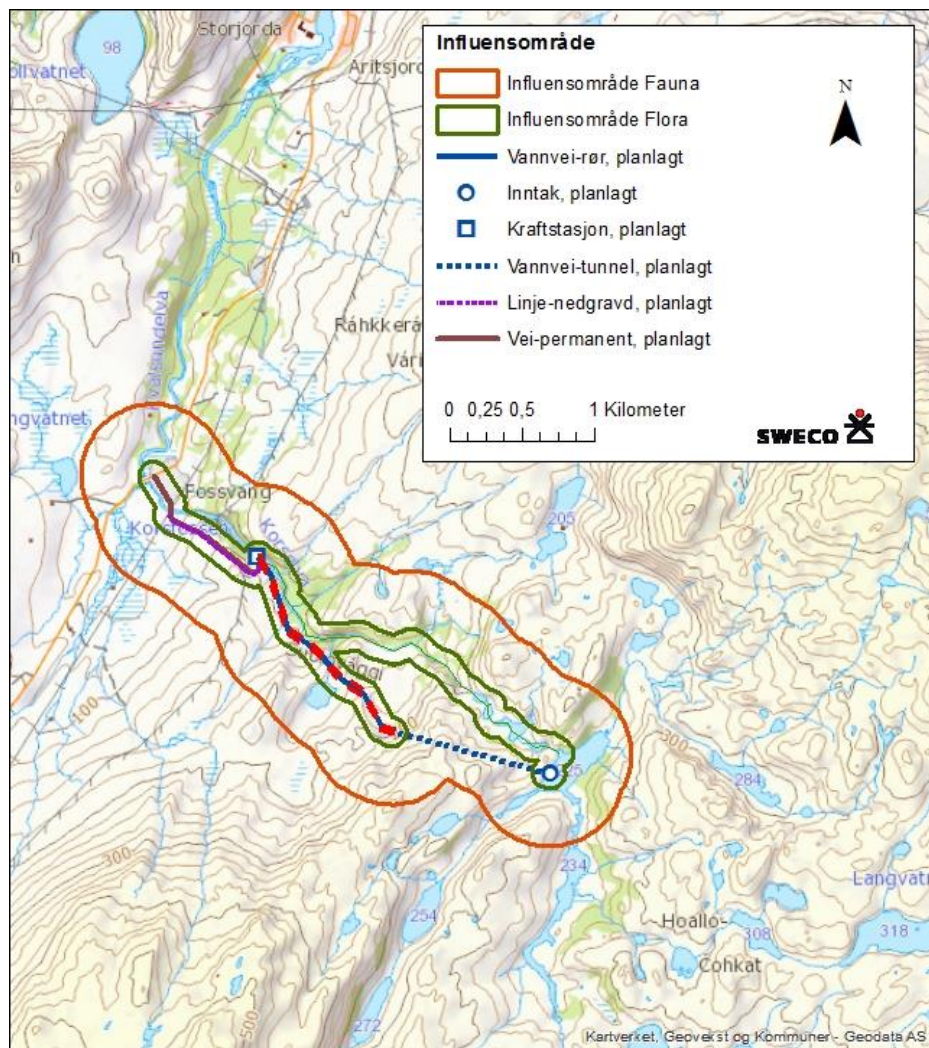 98
Storjorda
Aritsjord
Influensområde
Influensområde Fauna
Influensområde Flora
Vannvei-rør, planlagt
Inntak, planlagt
Kraftstasjon, planlagt
Vannvei-tunnel, planlagt
Linje-nedgravd, planlagt
Vei-permanent, planlagt
N
0 0,25 0,5 1 Kilometer
SWECO
ngvatnet
Fossvang
205
100
300
284
234
254
Langvatn
Hoallo-
308
318
Cohkat
272
500
300
Kartverket, Geovekst og Kommuner - Geodata AS